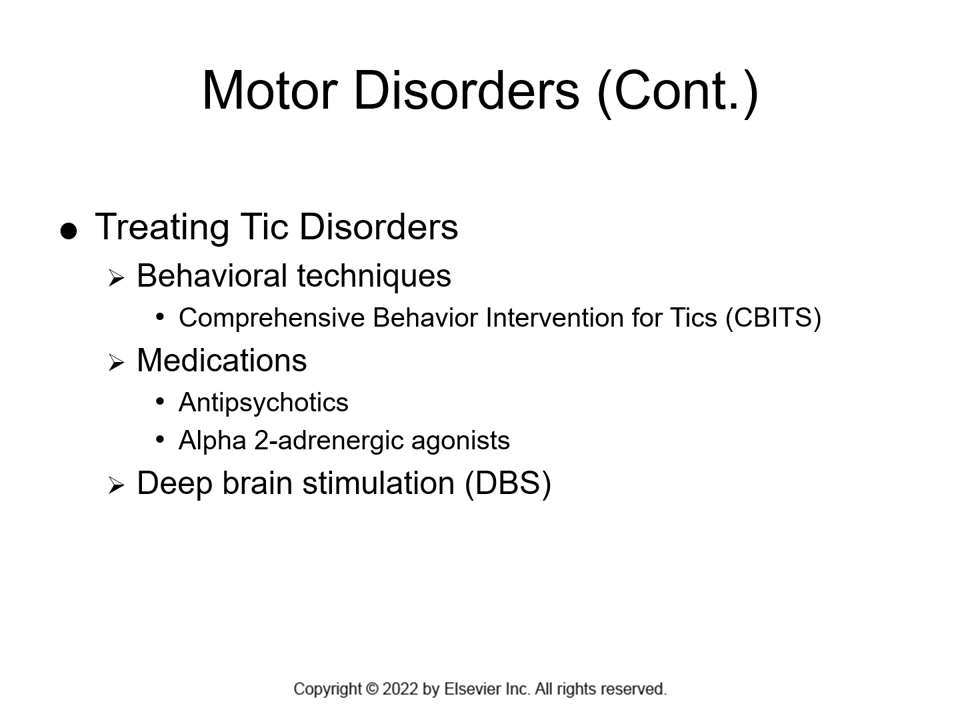 Motor Disorders (Cont.)
● Treating Tic Disorders
➢ Behavioral techniques
• Comprehensive Behavior Intervention for Tics (CBITS)
➢ Medications
• Antipsychotics
• Alpha 2-adrenergic agonists
➢ Deep brain stimulation (DBS)
Copyright © 2022 by Elsevier Inc. All rights reserved.